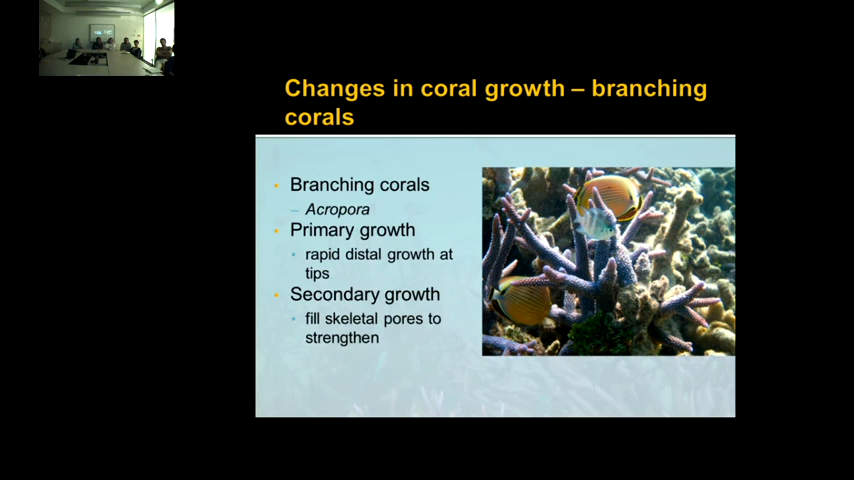 Changes in coral growth – branching
corals
Branching corals
– Acropora
Primary growth
rapid distal growth at
tips
Secondary growth
fill skeletal pores to
strengthen